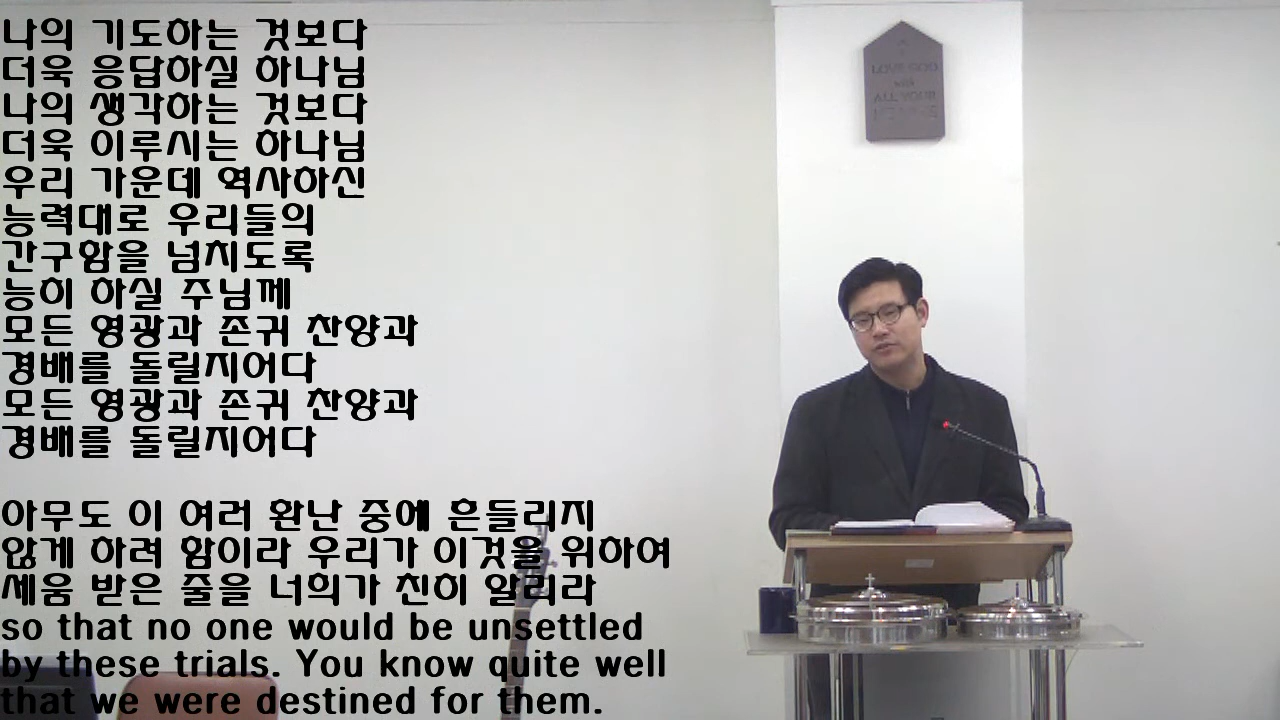 나의 기도하는 것보다
더욱 응답하실 하나님
나의 생각하는 것보다
더욱 이루시는 하나님
우리 가운데 역사하신
능력대로 우리들의
간구함을 넘치도록
능히 하실 주님께
모든 영광과 존귀 찬양과
경배를 돌릴지어다
모든 영광과 존귀 찬양과
경배를 돌릴지어다
아무도 이 여러 환난 중에 흔들리지
않게 하려 함이라 우리가 이것을 위하여
세움 받은 줄을 너희가 친히 알리라
so that no one would be unsettled
by these trials. You know quite well
that we were destined for them.
LOVE GOD
with
ALL YOUR